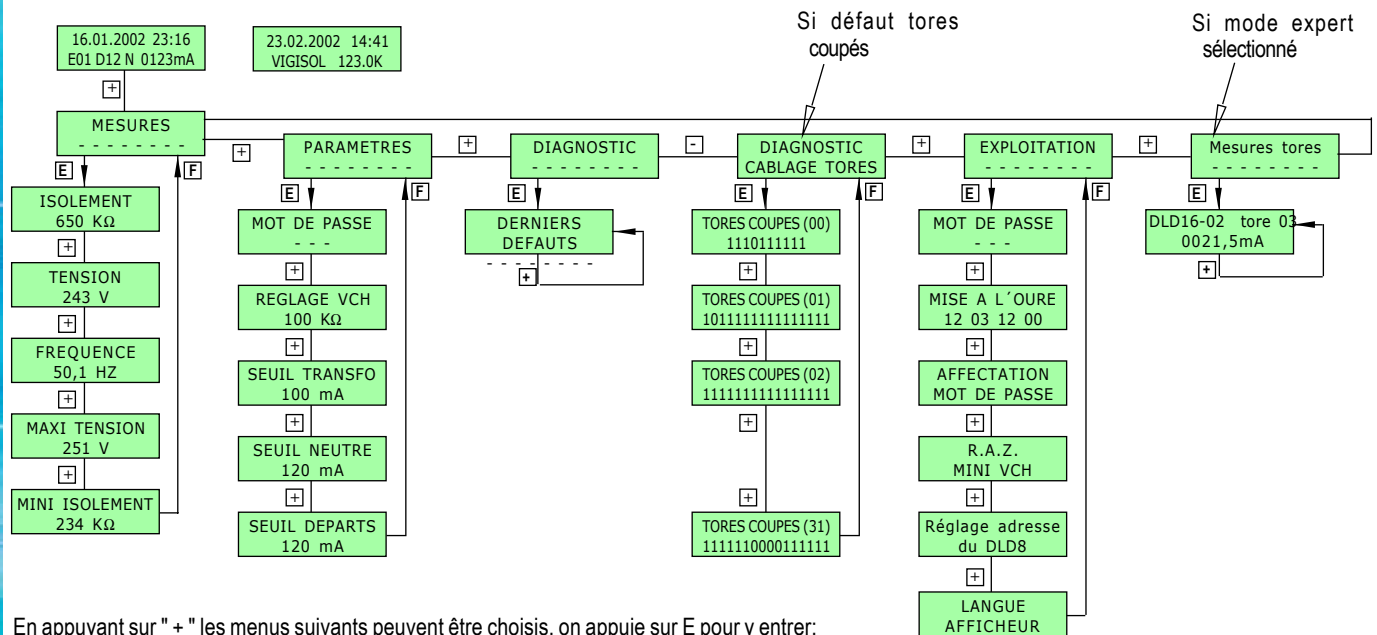 Si défaut tores
coupés
Si mode expert
sélectionné
16.01.2002 23:16
E01 D12 N 0123mA
23.02.2002 14:41
VIGISOL 123.0K
+
MESURES
- - - - - - - -
+
PARAMETRES
- - - - - - - -
+
DIAGNOSTIC
- - - - - - - -
-
DIAGNOSTIC
CABLAGE TORES
+
EXPLOITATION
- - - - - - - -
+
Mesures tores
- - - - - - - -
E
F
ISOLEMENT
650 KΩ
+
TENSION
243 V
+
FREQUENCE
50,1 HZ
+
MAXI TENSION
251 V
+
MINI ISOLEMENT
234 KΩ
E
F
MOT DE PASSE
- - -
+
REGLAGE VCH
100 KΩ
+
SEUIL TRANSFO
100 mA
+
SEUIL NEUTRE
120 mA
+
SEUIL DEPARTS
120 mA
E
DERNIERS
DEFAUTS
- - - - - - - -
+
E
F
TORES COUPES (00)
1110111111
+
TORES COUPES (01)
1011111111111111
+
TORES COUPES (02)
1111111111111111
+
+
TORES COUPES (31)
1111110000111111
E
F
MOT DE PASSE
- - -
+
MISE A L´OURE
12 03 12 00
+
AFFECTATION
MOT DE PASSE
+
R.A.Z.
MINI VCH
+
Réglage adresse
du DLD8
+
LANGUE
AFFICHEUR
E
DLD16-02 tore 03
0021,5mA
+
En appuyant sur " + " les menus suivants peuvent être choisis, on appuie sur E pour y entrer: